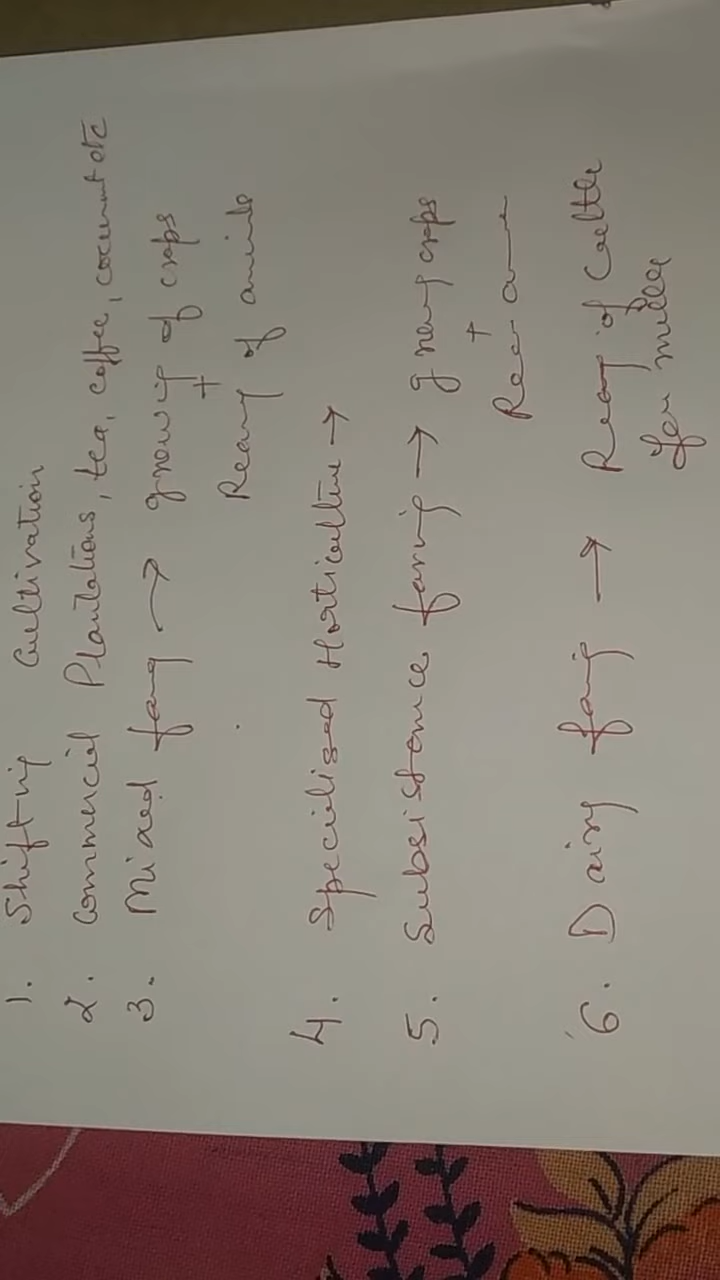 1. Shifting Cultivation
2. Commercial Plantations, tea, coffee, coconut etc
3. Mixed farming → growing of crops
+
Rearing of animals
4. Specialised Horticulture →
5. Subsistence farming → growing crops
+
6. Dairy farming → Rearing of Cattle
for milk